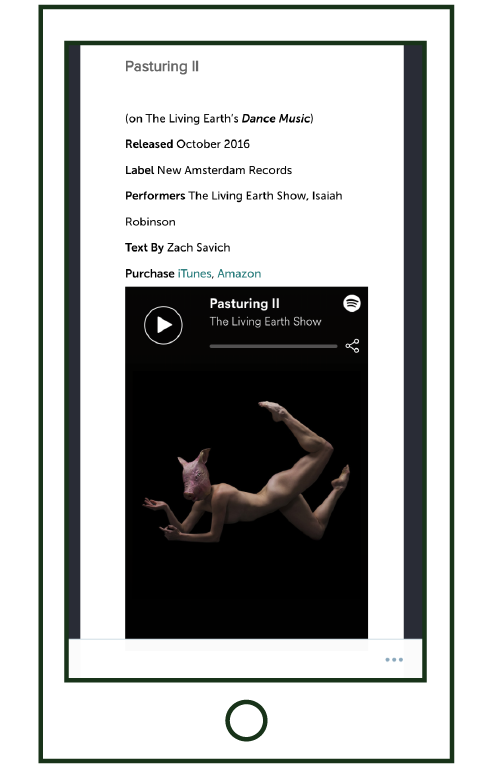 Pasturing II
(on The Living Earth's Dance Music)
Released October 2016
Label New Amsterdam Records
Performers The Living Earth Show, Isaiah
Robinson
Text By Zach Savich
Purchase iTunes, Amazon
Pasturing II
The Living Earth Show